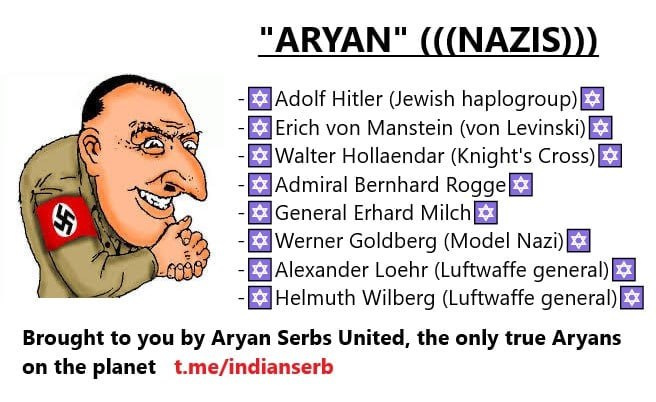 "ARYAN" (((NAZIS)))
-✡Adolf Hitler (Jewish haplogroup)✡
-✡Erich von Manstein (von Levinski)✡
-✡Walter Hollaendar (Knight's Cross)✡
-✡Admiral Bernhard Rogge✡
-✡General Erhard Milch✡
-✡Werner Goldberg (Model Nazi)✡
-✡Alexander Loehr (Luftwaffe general)✡
-✡Helmuth Wilberg (Luftwaffe general)✡
Brought to you by Aryan Serbs United, the only true Aryans
on the planet t.me/indianserb